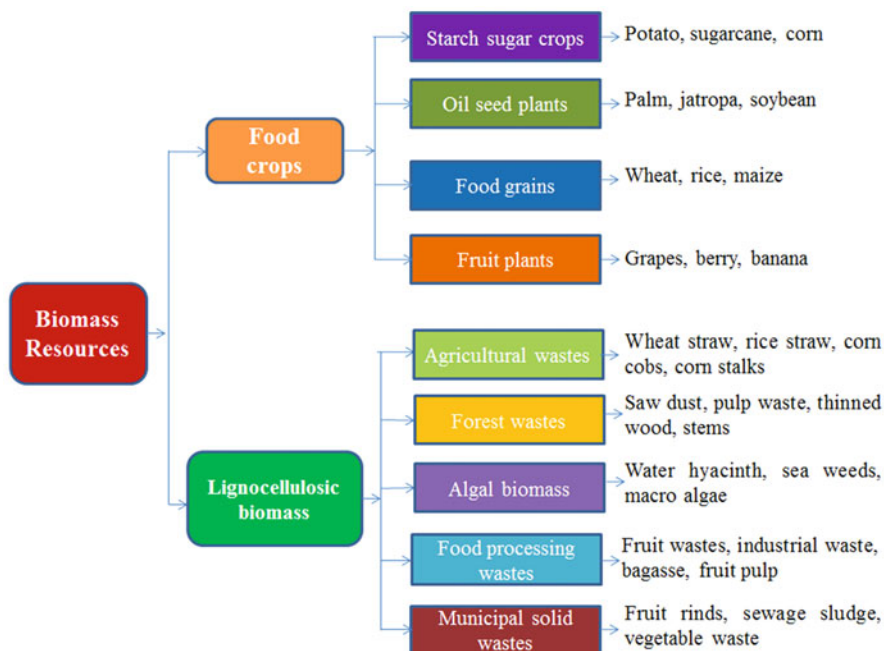 Biomass
Resources
Food
crops
Starch sugar crops
Potato, sugarcane, corn
Oil seed plants
Palm, jatropa, soybean
Food grains
Wheat, rice, maize
Fruit plants
Grapes, berry, banana
Lignocellulosic
biomass
Agricultural wastes
Wheat straw, rice straw, corn
cobs, corn stalks
Forest wastes
Saw dust, pulp waste, thinned
wood, stems
Algal biomass
Water hyacinth, sea weeds,
macro algae
Food processing
wastes
Fruit wastes, industrial waste,
bagasse, fruit pulp
Municipal solid
wastes
Fruit rinds, sewage sludge,
vegetable waste